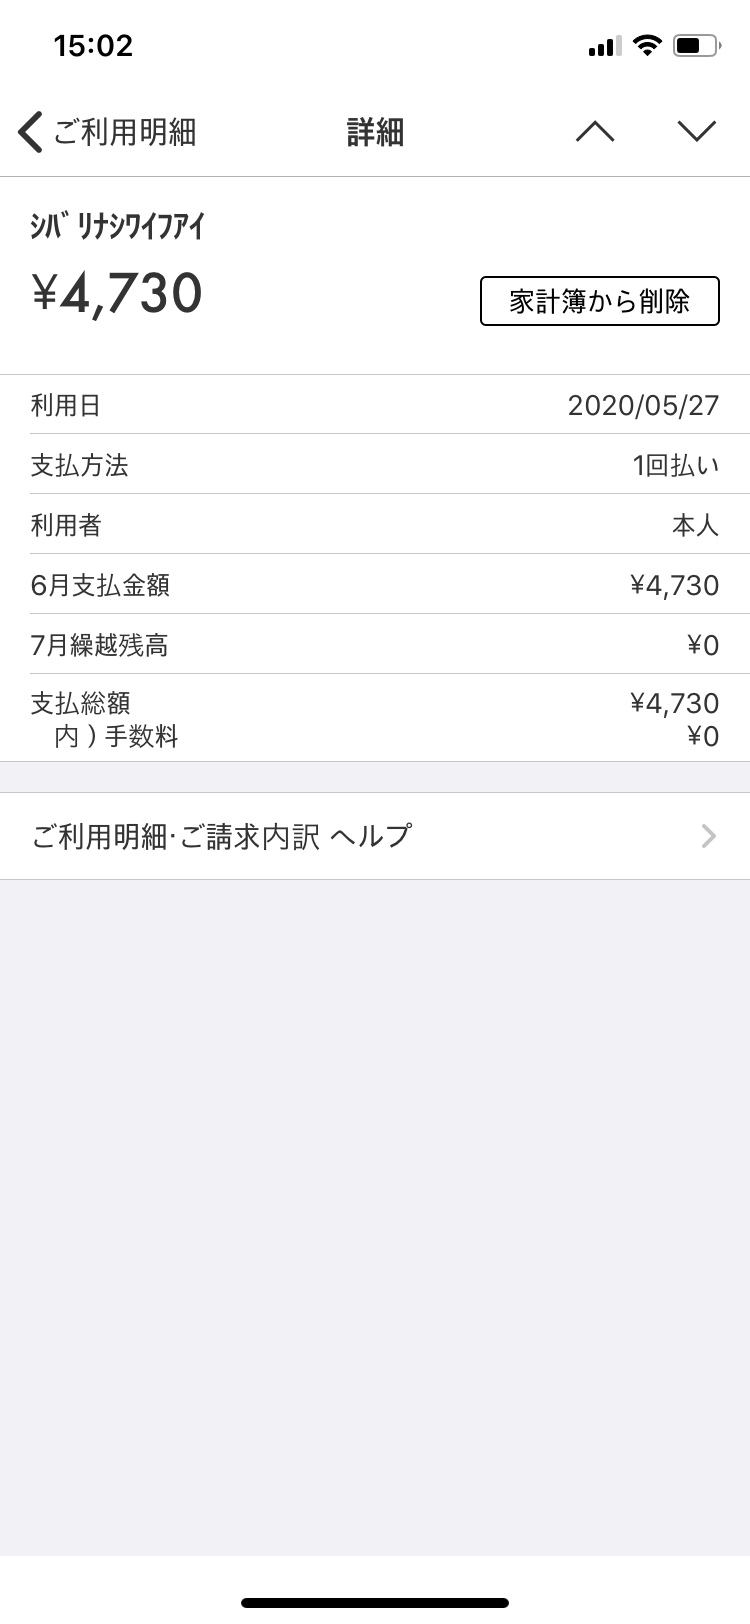 15:02
ご利用明細
詳細
ｼﾊﾞﾘﾅｼﾜｲﾌｱｲ
¥4,730
家計簿から削除
利用日 2020/05/27
支払方法 1回払い
利用者 本人
6月支払金額 ¥4,730
7月繰越残高 ¥0
支払総額 ¥4,730
内）手数料 ¥0
ご利用明細･ご請求内訳 ヘルプ